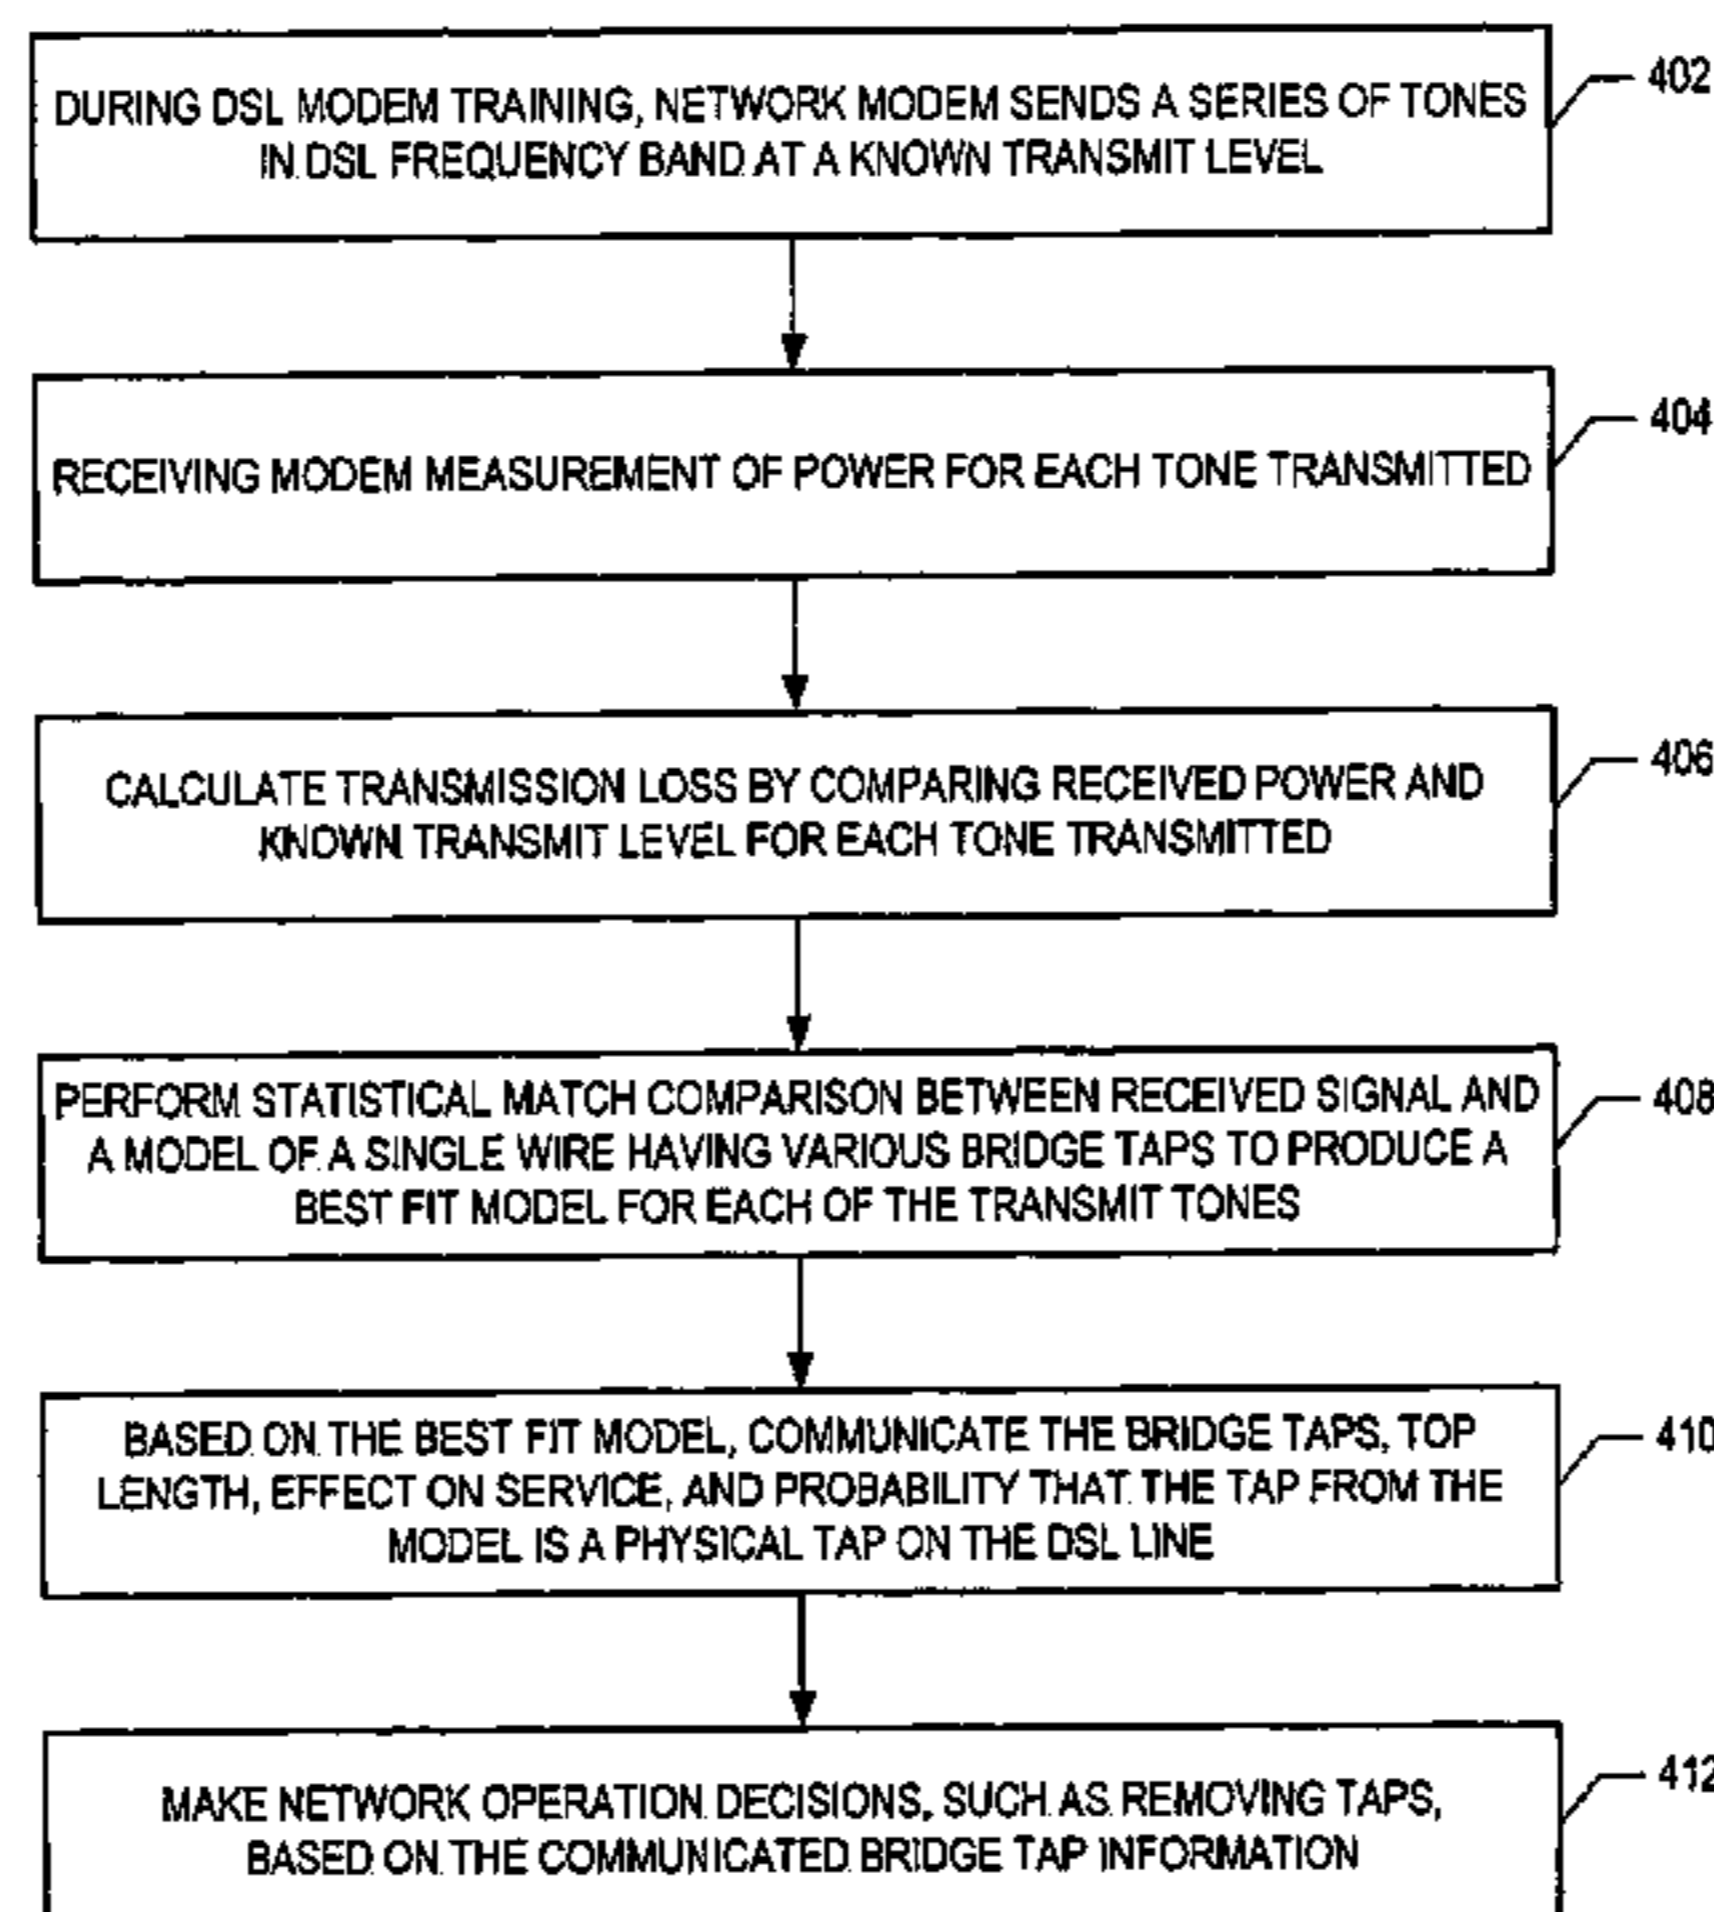 DURING DSL MODEM TRAINING, NETWORK MODEM SENDS A SERIES OF TONES
IN DSL FREQUENCY BAND AT A KNOWN TRANSMIT LEVEL
402
RECEIVING MODEM MEASUREMENT OF POWER FOR EACH TONE TRANSMITTED
404
CALCULATE TRANSMISSION LOSS BY COMPARING RECEIVED POWER AND
KNOWN TRANSMIT LEVEL FOR EACH TONE TRANSMITTED
406
PERFORM STATISTICAL MATCH COMPARISON BETWEEN RECEIVED SIGNAL AND
A MODEL OF A SINGLE WIRE HAVING VARIOUS BRIDGE TAPS TO PRODUCE A
BEST FIT MODEL FOR EACH OF THE TRANSMIT TONES
408
BASED ON THE BEST FIT MODEL, COMMUNICATE THE BRIDGE TAPS, TOP
LENGTH, EFFECT ON SERVICE, AND PROBABILITY THAT THE TAP FROM THE
MODEL IS A PHYSICAL TAP ON THE DSL LINE
410
MAKE NETWORK OPERATION DECISIONS, SUCH AS REMOVING TAPS,
BASED ON THE COMMUNICATED BRIDGE TAP INFORMATION
412